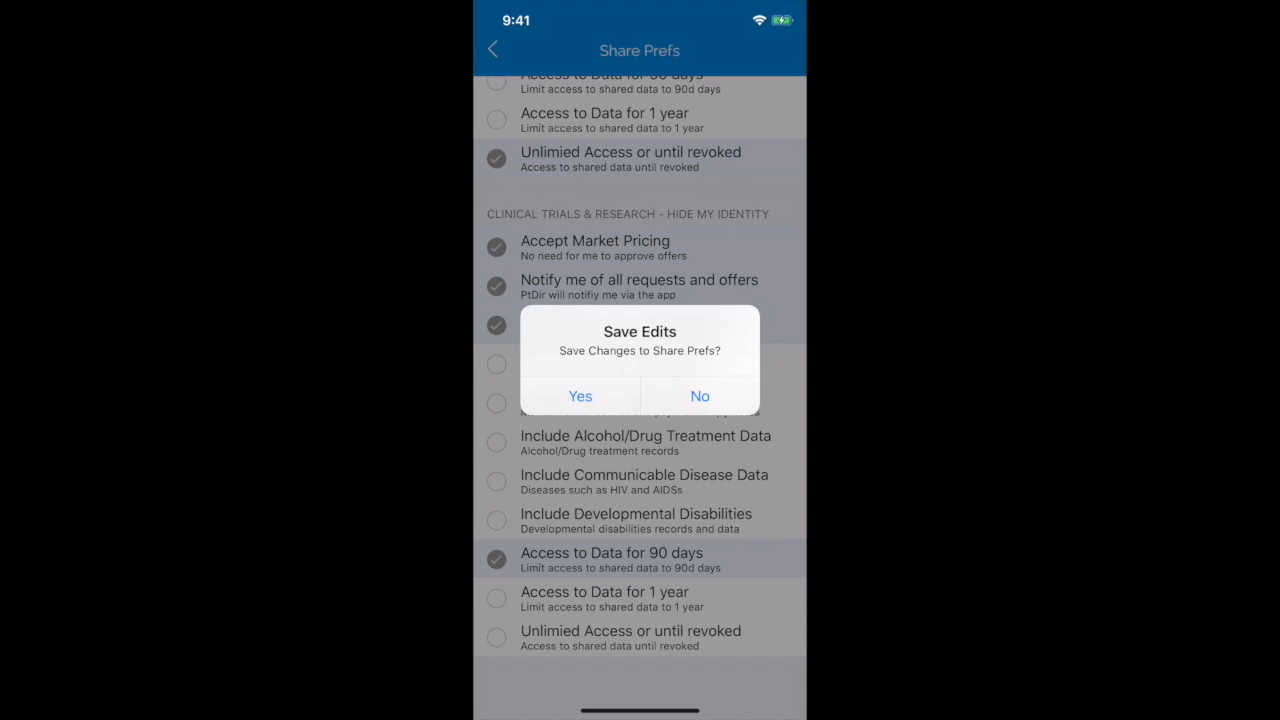 9:41
Share Prefs
Access to Data for 90 days
Limit access to shared data to 90d days
Access to Data for 1 year
Limit access to shared data to 1 year
Unlimied Access or until revoked
Access to shared data until revoked
CLINICAL TRIALS & RESEARCH - HIDE MY IDENTITY
Accept Market Pricing
No need for me to approve offers
Notify me of all requests and offers
PtDir will notifiy me via the app
Save Edits
Save Changes to Share Prefs?
Yes
No
Include Alcohol/Drug Treatment Data
Alcohol/Drug treatment records
Include Communicable Disease Data
Diseases such as HIV and AIDSs
Include Developmental Disabilities
Developmental disabilities records and data
Access to Data for 90 days
Limit access to shared data to 90d days
Access to Data for 1 year
Limit access to shared data to 1 year
Unlimied Access or until revoked
Access to shared data until revoked